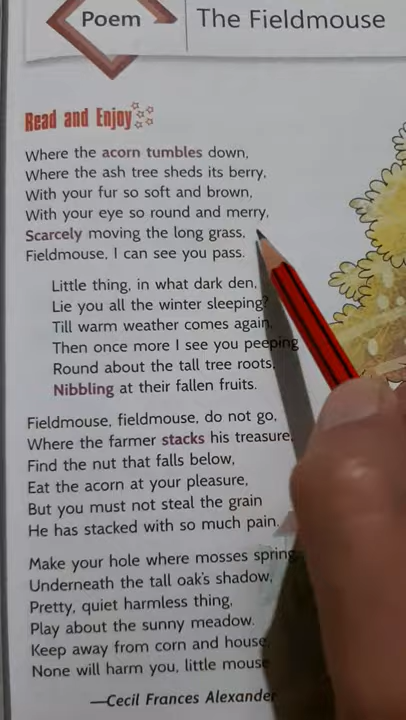 Poem
The Fieldmouse
Read and Enjoy
Where the acorn tumbles down,
Where the ash tree sheds its berry,
With your fur so soft and brown,
With your eye so round and merry,
Scarcely moving the long grass,
Fieldmouse, I can see you pass.
Little thing, in what dark den,
Lie you all the winter sleeping?
Till warm weather comes again,
Then once more I see you peeping
Round about the tall tree roots,
Nibbling at their fallen fruits.
Fieldmouse, fieldmouse, do not go,
Where the farmer stacks his treasure,
Find the nut that falls below,
Eat the acorn at your pleasure,
But you must not steal the grain
He has stacked with so much pain.
Make your hole where mosses spring,
Underneath the tall oak's shadow,
Pretty, quiet harmless thing,
Play about the sunny meadow.
Keep away from corn and house,
None will harm you, little mouse
—Cecil Frances Alexander